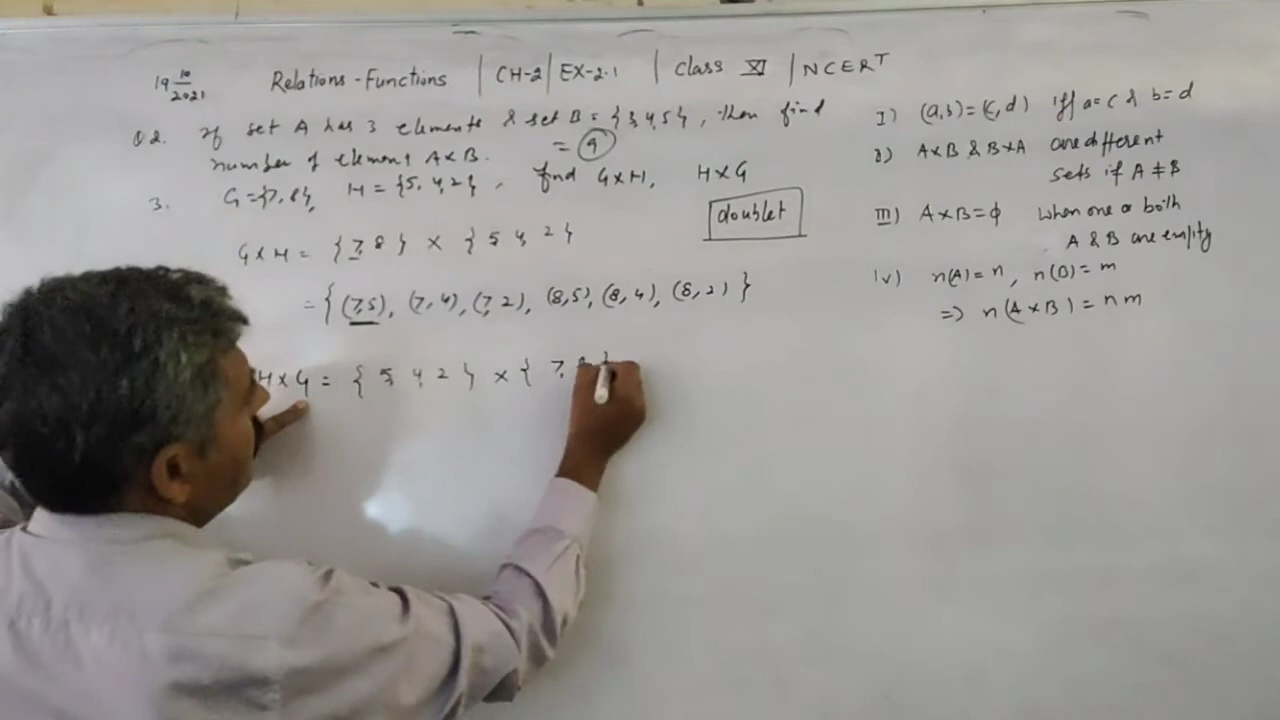 19 10/2021 Relations-Functions | CH-2 | EX-2.1 | Class XI | NCERT
Q2. If set A has 3 elements & set B = {3, 4, 5}, then find
number of element A×B. = 9
3. G={7, 8}, H = {5, 4, 2}, find G×H, H×G
doublet
G×H = {7, 8} × {5, 4, 2}
= {(7,5), (7,4), (7,2), (8,5), (8,4), (8,2)}
H×G = {5, 4, 2} × {7, 8}
I) (a,b) = (c,d) iff a=c & b=d
II) A×B & B×A are different
sets if A≠B
III) A×B = ϕ when one or both
A & B are empty
IV) n(A)=n, n(B)=m
=> n(A×B) = nm